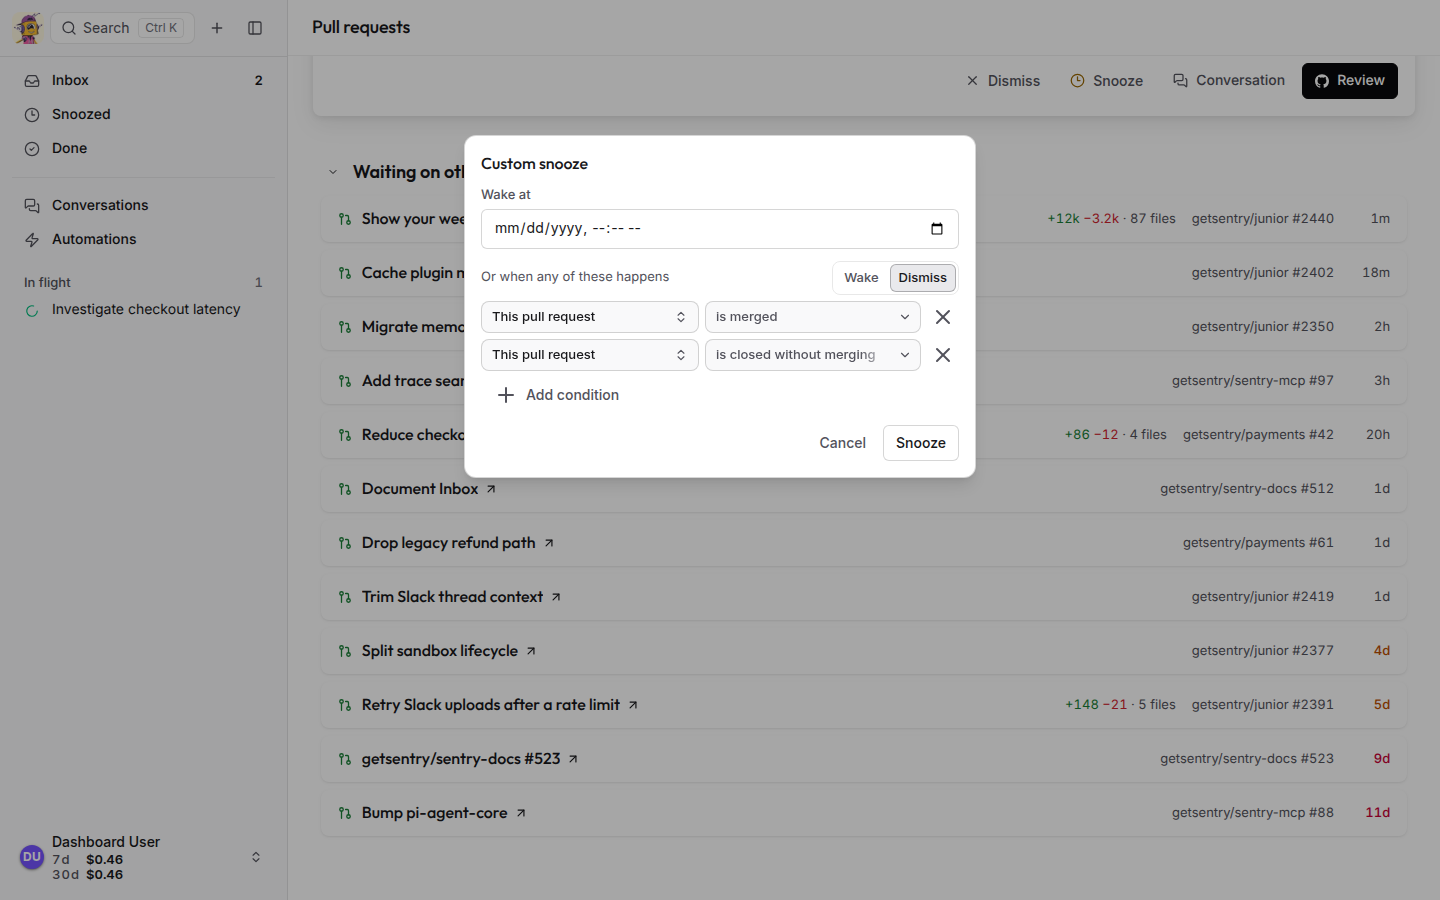 Search Ctrl K
Pull requests
Inbox 2
Snoozed
Done
Conversations
Automations
In flight 1
Investigate checkout latency
Dismiss Snooze Conversation Review
Custom snooze
Wake at
mm/dd/yyyy, --:-- --
Or when any of these happens Wake Dismiss
This pull request is merged
This pull request is closed without merging
Add condition
Cancel Snooze
Waiting on
Show your +12k −3.2k · 87 files getsentry/junior #2440 1m
Cache plugin getsentry/junior #2402 18m
Migrate getsentry/junior #2350 2h
Add trace getsentry/sentry-mcp #97 3h
Reduce +86 −12 · 4 files getsentry/payments #42 20h
Document Inbox getsentry/sentry-docs #512 1d
Drop legacy refund path getsentry/payments #61 1d
Trim Slack thread context getsentry/junior #2419 1d
Split sandbox lifecycle getsentry/junior #2377 4d
Retry Slack uploads after a rate limit +148 −21 · 5 files getsentry/junior #2391 5d
getsentry/sentry-docs #523 getsentry/sentry-docs #523 9d
Bump pi-agent-core getsentry/sentry-mcp #88 11d
DU Dashboard User
7d $0.46
30d $0.46